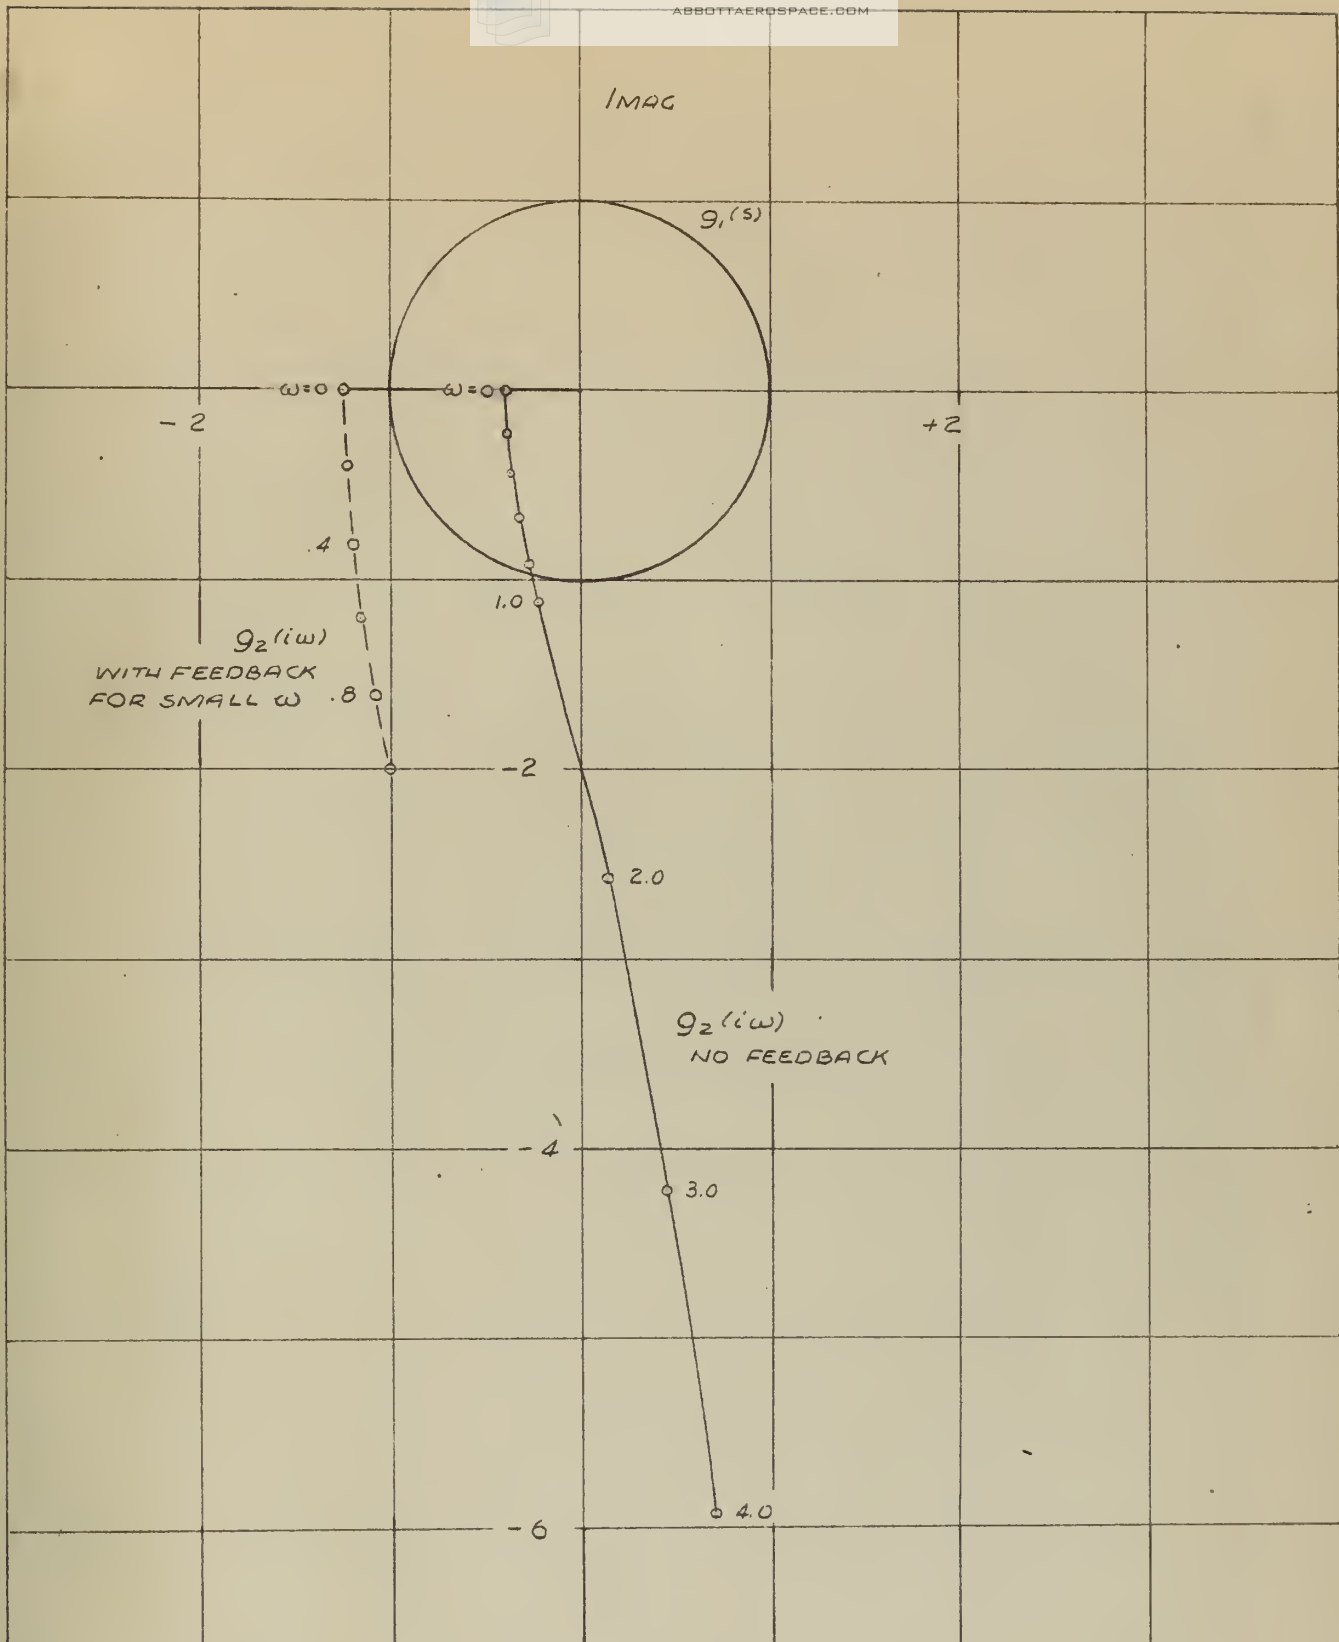 ABBOTTAEROSPACE.COM
IMAG
g₁(s)
ω=0
ω=0
-2
+2
.4
1.0
g₂(iω)
WITH FEEDBACK
FOR SMALL ω
.8
-2
2.0
g₂(iω)
NO FEEDBACK
-4
3.0
4.0
-6